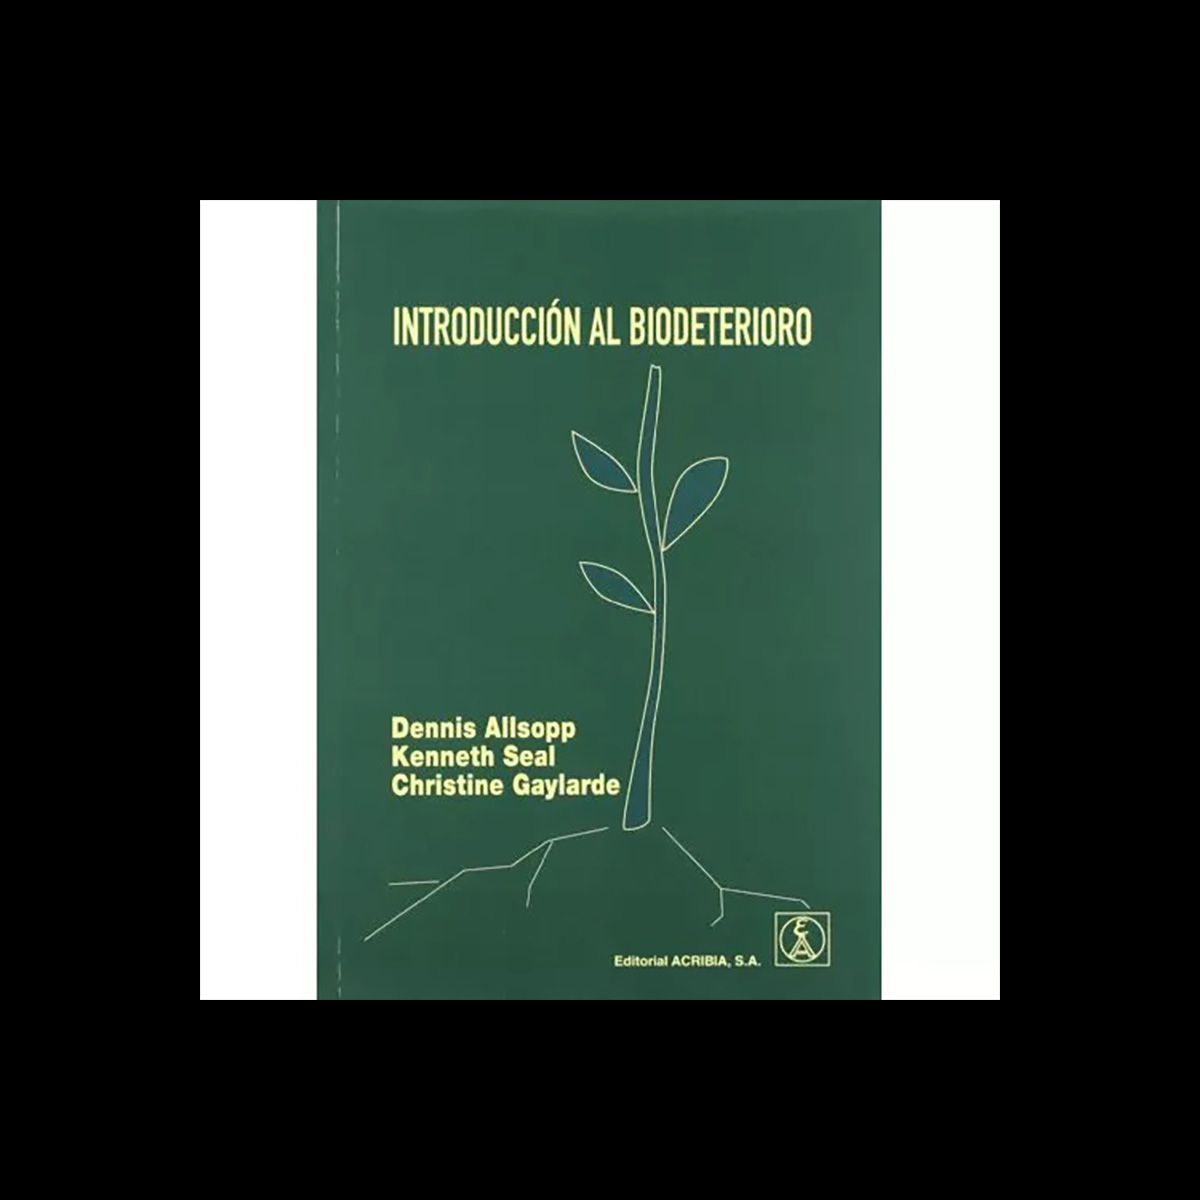 INTRODUCCIÓN AL BIODETERIORO
Dennis Allsopp
Kenneth Seal
Christine Gaylarde
Editorial ACRIBIA, S.A.